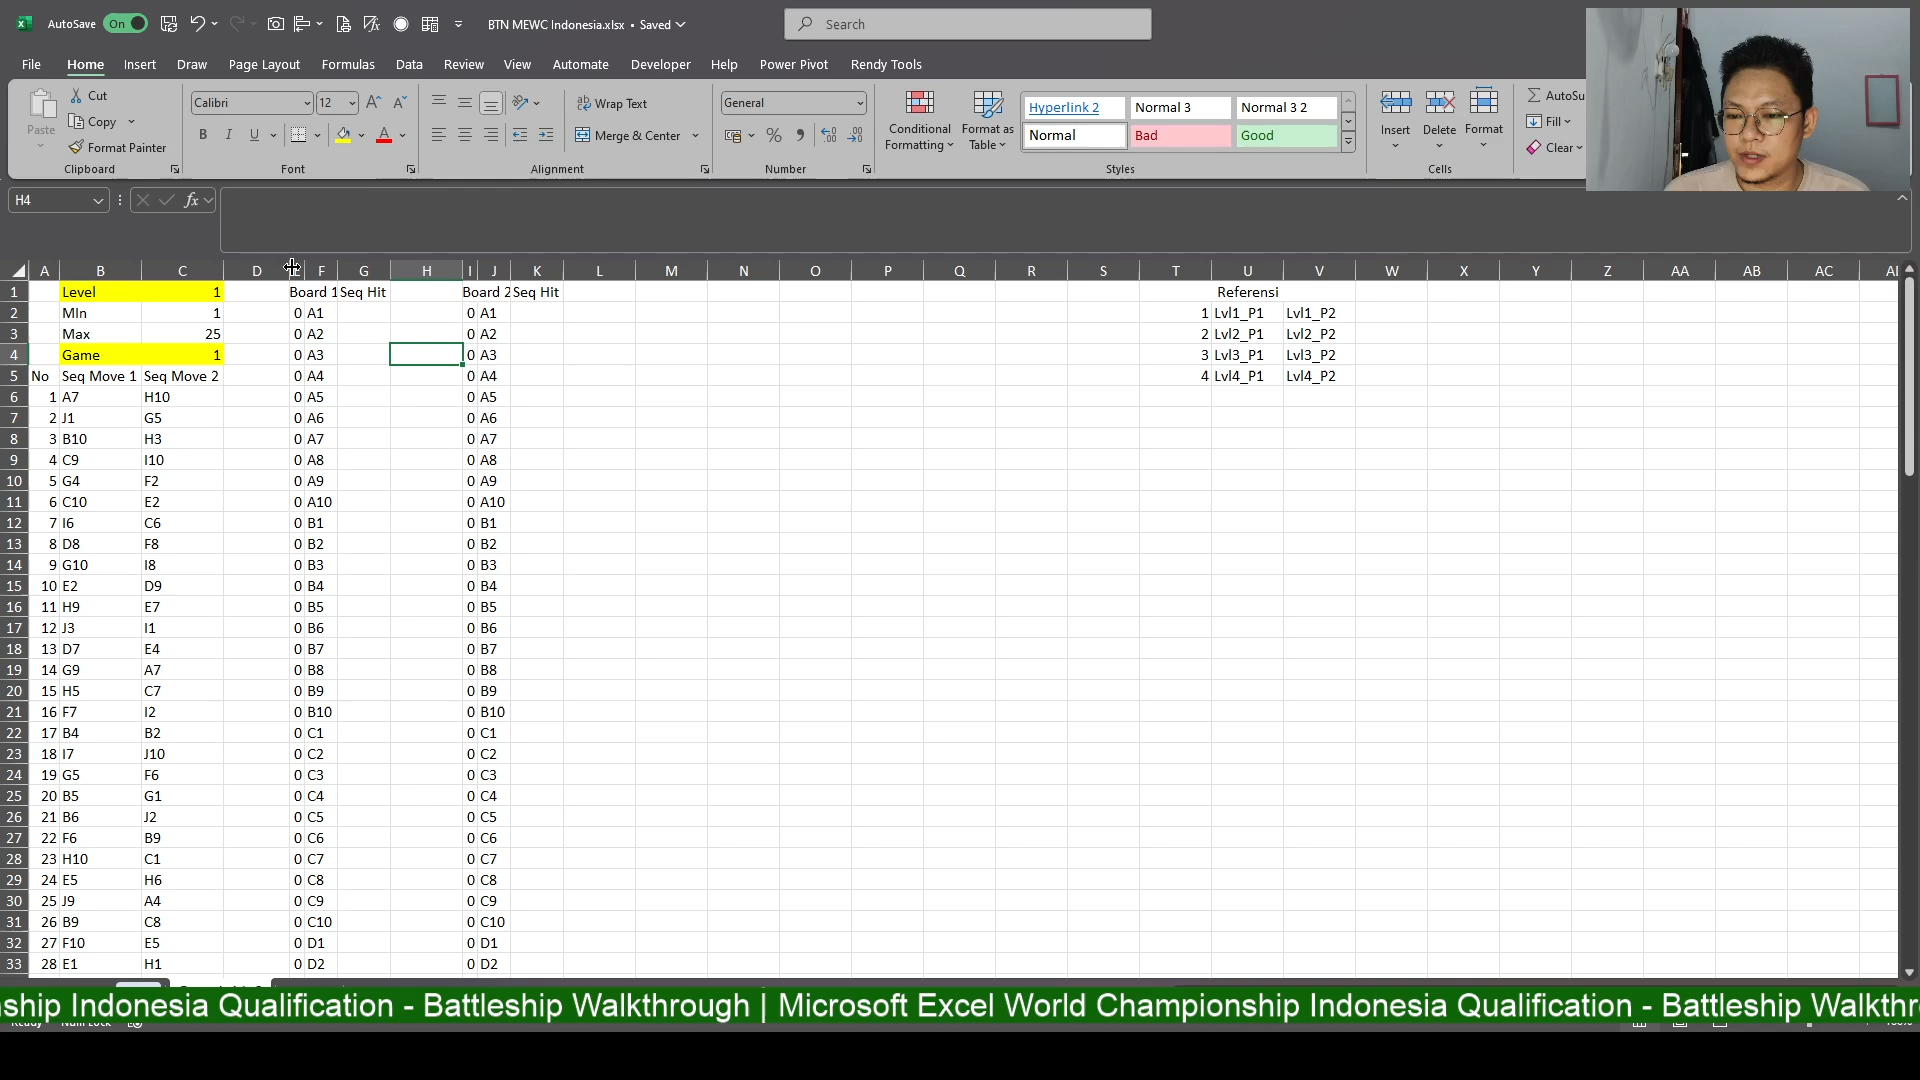 AutoSave On BTN MEWC Indonesia.xlsx • Saved Search
File Home Insert Draw Page Layout Formulas Data Review View Automate Developer Help Power Pivot Rendy Tools
Paste Cut Copy Format Painter Clipboard
Calibri 12 B I U Font
Wrap Text Merge & Center Alignment
General % Number
Conditional Formatting Format as Table
Hyperlink 2 Normal 3 Normal 3 2
Normal Bad Good
Styles
Insert Delete Format Cells
AutoSu
Fill
Clear
H4 fx
A B C D E F G H I J K L M N O P Q R S T U V W X Y Z AA AB AC
1 Level 1 Board 1 Seq Hit Board 2 Seq Hit Referensi
2 MIn 1 0 A1 0 A1 1 Lvl1_P1 Lvl1_P2
3 Max 25 0 A2 0 A2 2 Lvl2_P1 Lvl2_P2
4 Game 1 0 A3 0 A3 3 Lvl3_P1 Lvl3_P2
5 No Seq Move 1 Seq Move 2 0 A4 0 A4 4 Lvl4_P1 Lvl4_P2
6 1 A7 H10 0 A5 0 A5
7 2 J1 G5 0 A6 0 A6
8 3 B10 H3 0 A7 0 A7
9 4 C9 I10 0 A8 0 A8
10 5 G4 F2 0 A9 0 A9
11 6 C10 E2 0 A10 0 A10
12 7 I6 C6 0 B1 0 B1
13 8 D8 F8 0 B2 0 B2
14 9 G10 I8 0 B3 0 B3
15 10 E2 D9 0 B4 0 B4
16 11 H9 E7 0 B5 0 B5
17 12 J3 I1 0 B6 0 B6
18 13 D7 E4 0 B7 0 B7
19 14 G9 A7 0 B8 0 B8
20 15 H5 C7 0 B9 0 B9
21 16 F7 I2 0 B10 0 B10
22 17 B4 B2 0 C1 0 C1
23 18 I7 J10 0 C2 0 C2
24 19 G5 F6 0 C3 0 C3
25 20 B5 G1 0 C4 0 C4
26 21 B6 J2 0 C5 0 C5
27 22 F6 B9 0 C6 0 C6
28 23 H10 C1 0 C7 0 C7
29 24 E5 H6 0 C8 0 C8
30 25 J9 A4 0 C9 0 C9
31 26 B9 C8 0 C10 0 C10
32 27 F10 E5 0 D1 0 D1
33 28 E1 H1 0 D2 0 D2
ship Indonesia Qualification - Battleship Walkthrough | Microsoft Excel World Championship Indonesia Qualification - Battleship Walkthr